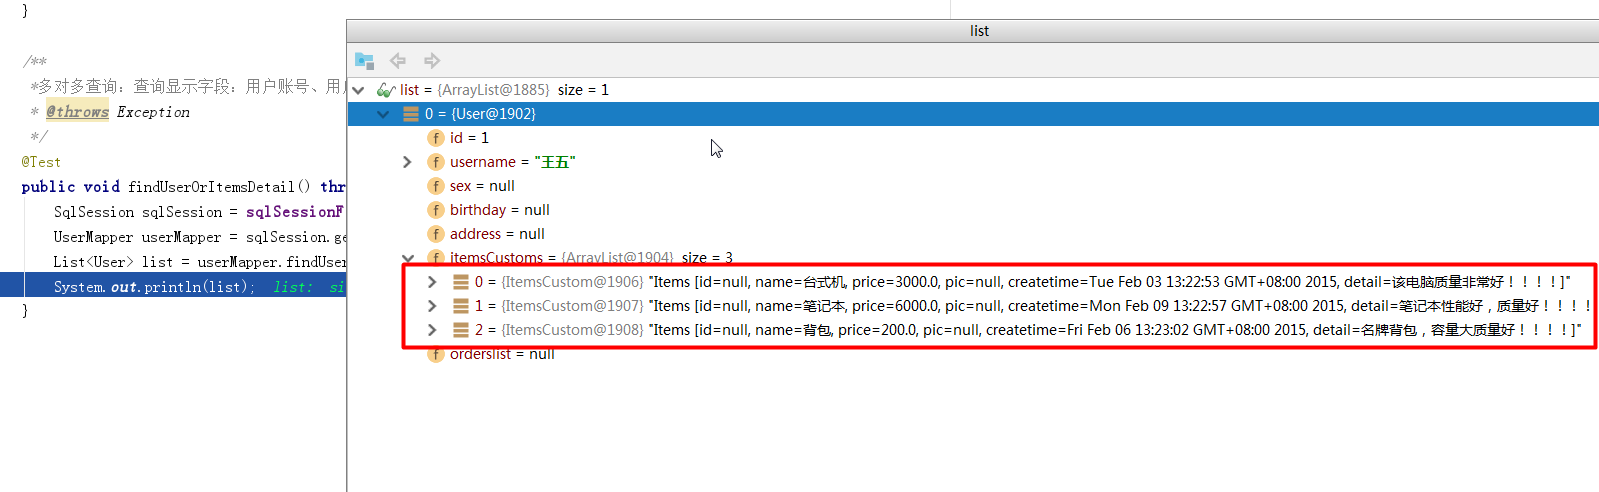 }
/**
*多对多查询：查询显示字段：用户账号、用
* @throws Exception
*/
@Test
public void findUserOrItemsDetail() thr
SqlSession sqlSession = sqlSessionF
UserMapper userMapper = sqlSession.ge
List<User> list = userMapper.findUser
System.out.println(list);  list:  si
}
list
list = {ArrayList@1885}  size = 1
0 = {User@1902}
f id = 1
f username = "王五"
f sex = null
f birthday = null
f address = null
f itemsCustoms = {ArrayList@1904}  size = 3
0 = {ItemsCustom@1906} "Items [id=null, name=台式机, price=3000.0, pic=null, createtime=Tue Feb 03 13:22:53 GMT+08:00 2015, detail=该电脑质量非常好！！！！]"
1 = {ItemsCustom@1907} "Items [id=null, name=笔记本, price=6000.0, pic=null, createtime=Mon Feb 09 13:22:57 GMT+08:00 2015, detail=笔记本性能好，质量好！！！！
2 = {ItemsCustom@1908} "Items [id=null, name=背包, price=200.0, pic=null, createtime=Fri Feb 06 13:23:02 GMT+08:00 2015, detail=名牌背包，容量大质量好！！！！]"
f orderslist = null